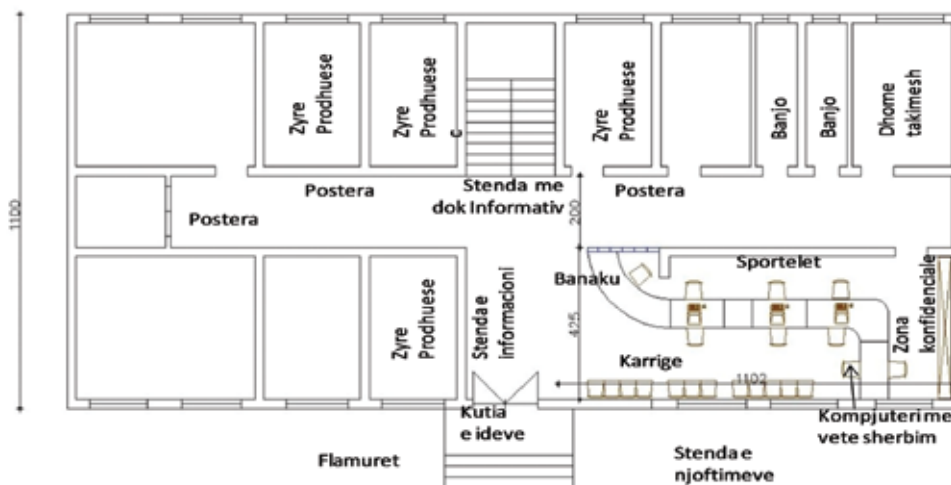 Zyre
Prodhuese
Zyre
Prodhuese
c
Zyre
Prodhuese
Banjo
Banjo
Dhome
takimesh
1100
Postera
Stenda me
dok Informativ
Postera
200
Postera
Banaku
Sportelet
Zyre
Prodhuese
Stenda e
informacioni
425
Zona
konfidenciale
Karrige
1102
Kutia
e ideve
Kompjuteri me
vete sherbim
Flamuret
Stenda e
njoftimeve